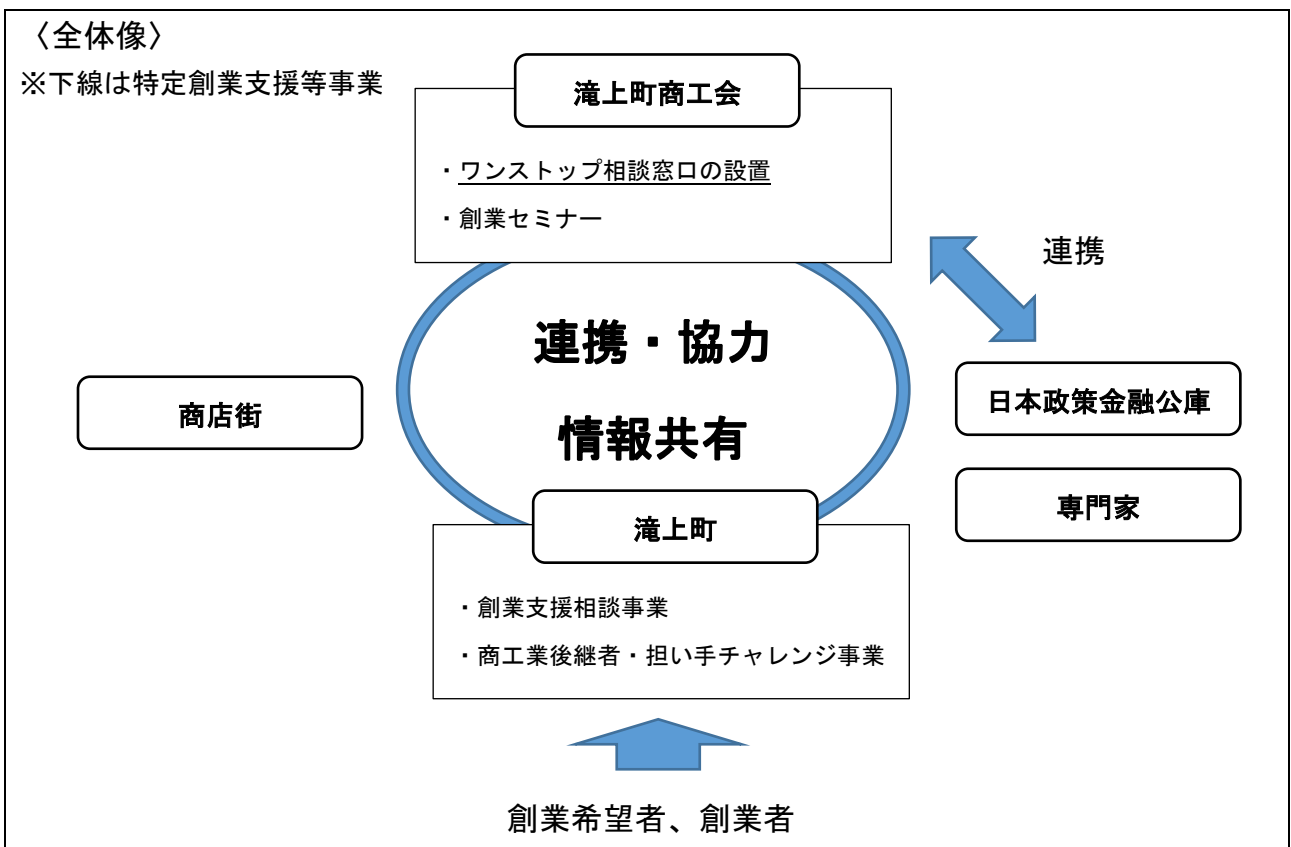 〈全体像〉
※下線は特定創業支援等事業
滝上町商工会
・ワンストップ相談窓口の設置
・創業セミナー
連携
連携・協力
情報共有
商店街
日本政策金融公庫
専門家
滝上町
・創業支援相談事業
・商工業後継者・担い手チャレンジ事業
創業希望者、創業者